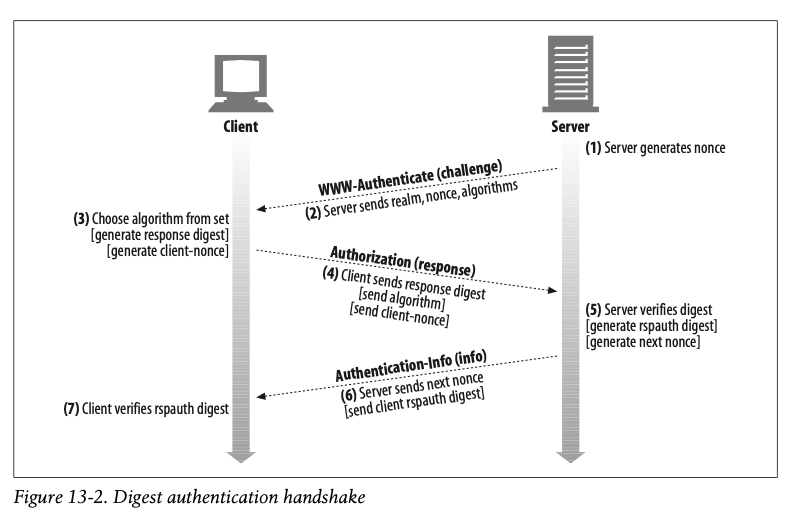 Client
Server
(1) Server generates nonce
WWW-Authenticate (challenge)
(2) Server sends realm, nonce, algorithms
(3) Choose algorithm from set
[generate response digest]
[generate client-nonce]
Authorization (response)
(4) Client sends response digest
[send algorithm]
[send client-nonce]
(5) Server verifies digest
[generate rspauth digest]
[generate next nonce]
Authentication-Info (info)
(6) Server sends next nonce
[send client rspauth digest]
(7) Client verifies rspauth digest
Figure 13-2. Digest authentication handshake